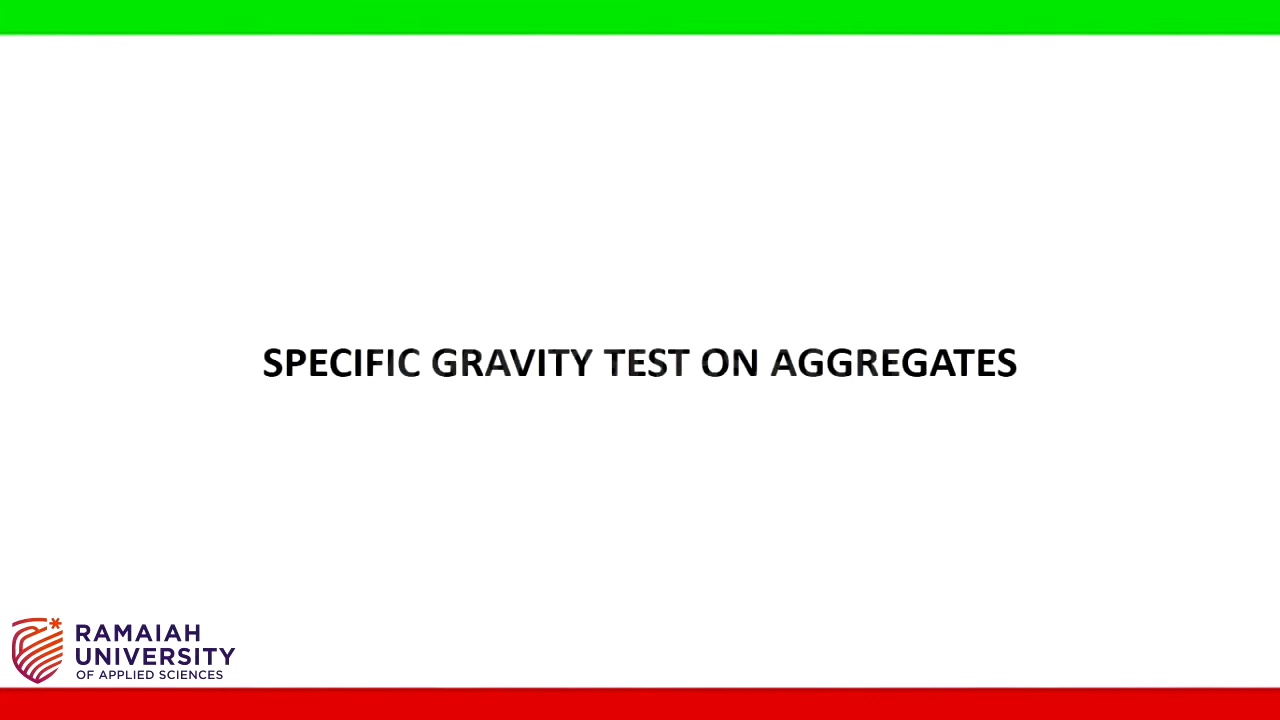 SPECIFIC GRAVITY TEST ON AGGREGATES
RAMAIAH
UNIVERSITY
OF APPLIED SCIENCES